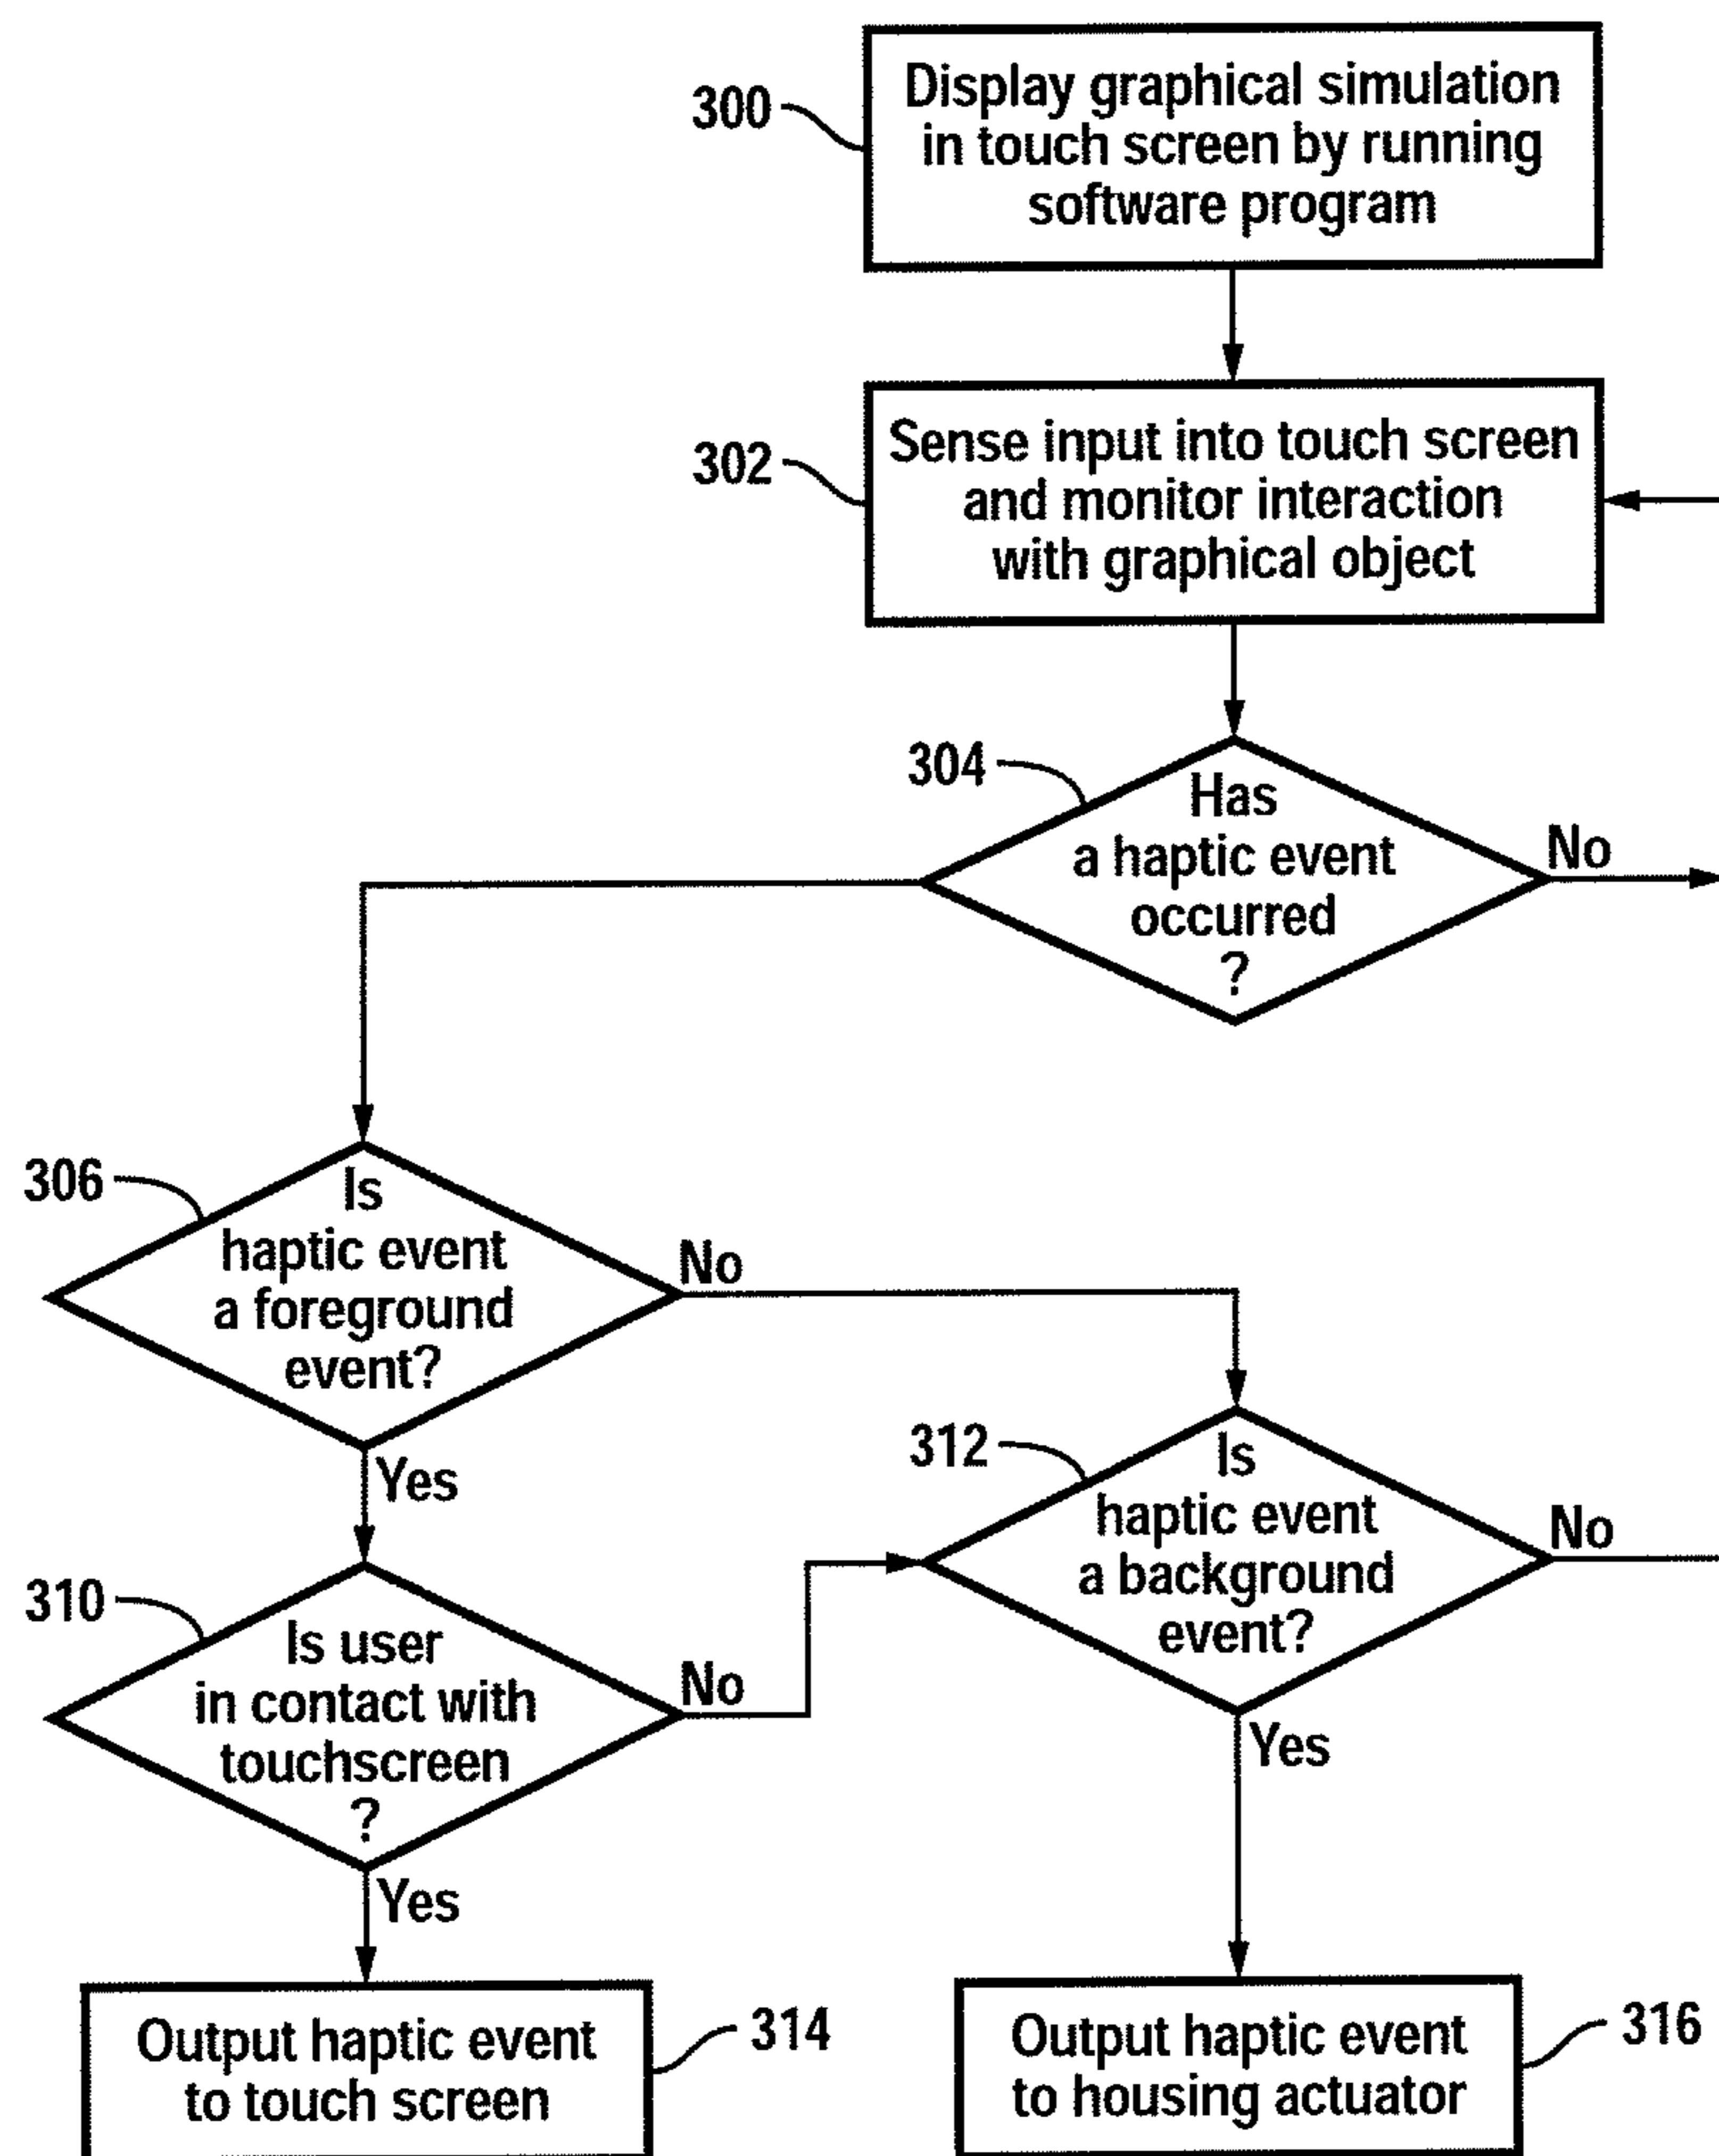 300
Display graphical simulation
in touch screen by running
software program
302
Sense input into touch screen
and monitor interaction
with graphical object
304
Has
a haptic event
occurred
?
No
306
Is
haptic event
a foreground
event?
No
Yes
312
Is
haptic event
a background
event?
No
Yes
310
Is user
in contact with
touchscreen
?
No
Yes
Output haptic event
to touch screen
314
Output haptic event
to housing actuator
316